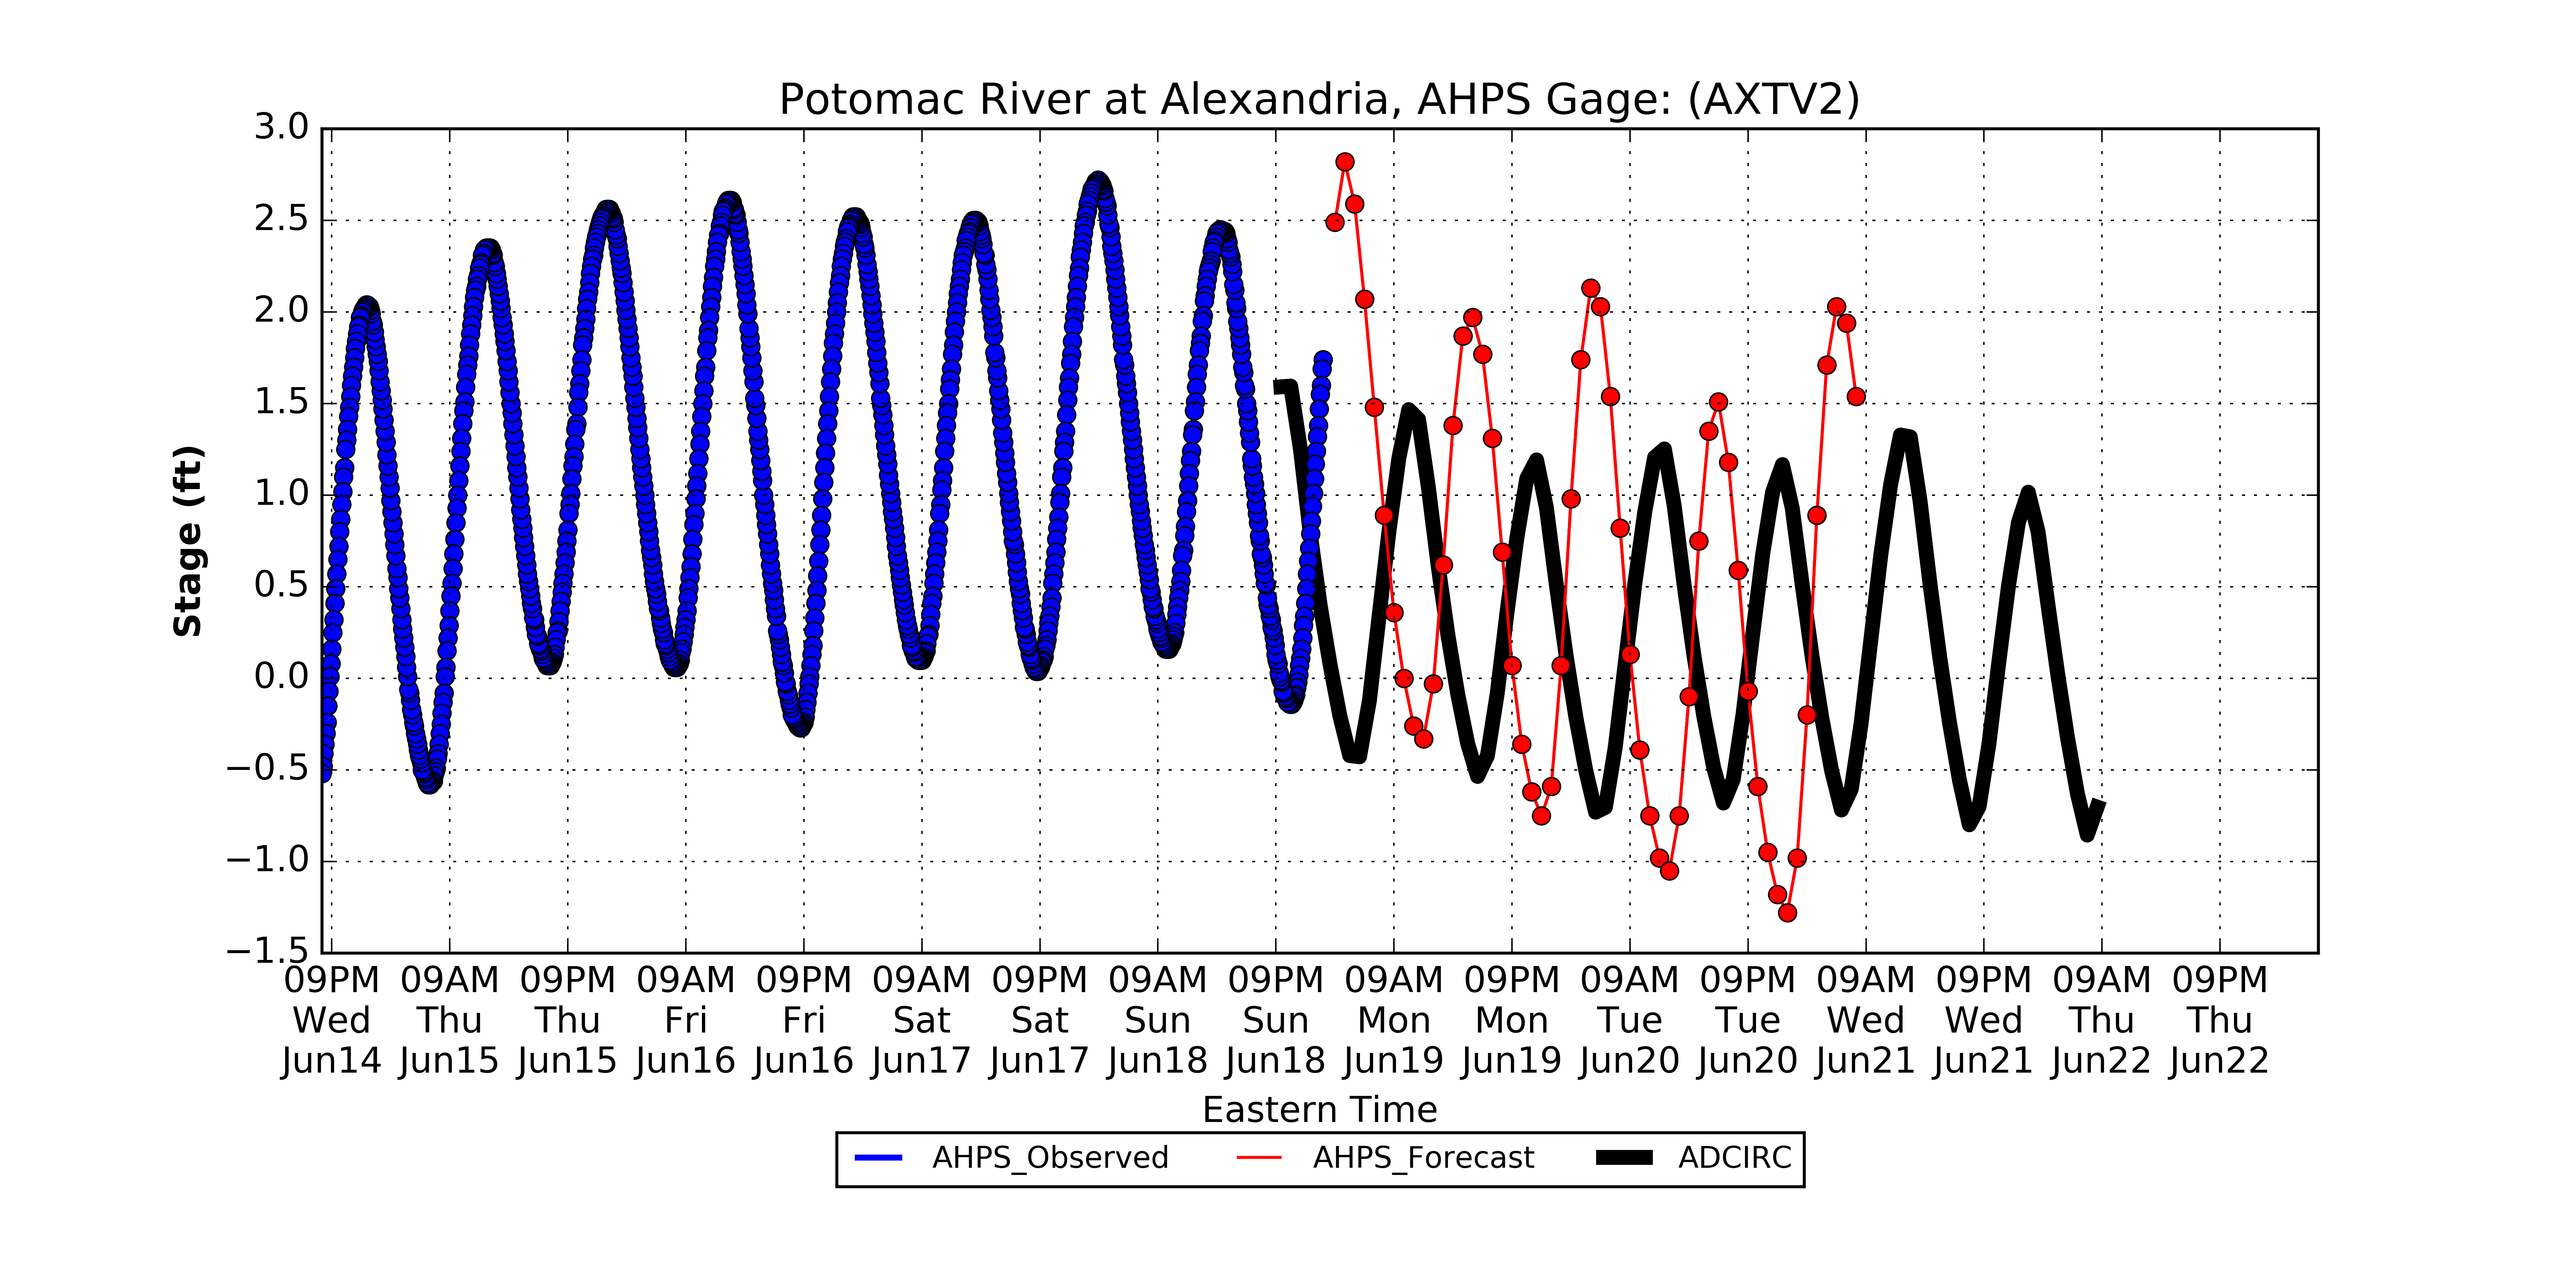 Potomac River at Alexandria, AHPS Gage: (AXTV2)
3.0
2.5
2.0
1.5
1.0
0.5
0.0
−0.5
−1.0
−1.5
Stage (ft)
09PM 09AM 09PM 09AM 09PM 09AM 09PM 09AM 09PM 09AM 09PM 09AM 09PM 09AM 09PM 09AM 09PM
Wed Thu Thu Fri Fri Sat Sat Sun Sun Mon Mon Tue Tue Wed Wed Thu Thu
Jun14 Jun15 Jun15 Jun16 Jun16 Jun17 Jun17 Jun18 Jun18 Jun19 Jun19 Jun20 Jun20 Jun21 Jun21 Jun22 Jun22
Eastern Time
AHPS_Observed AHPS_Forecast ADCIRC